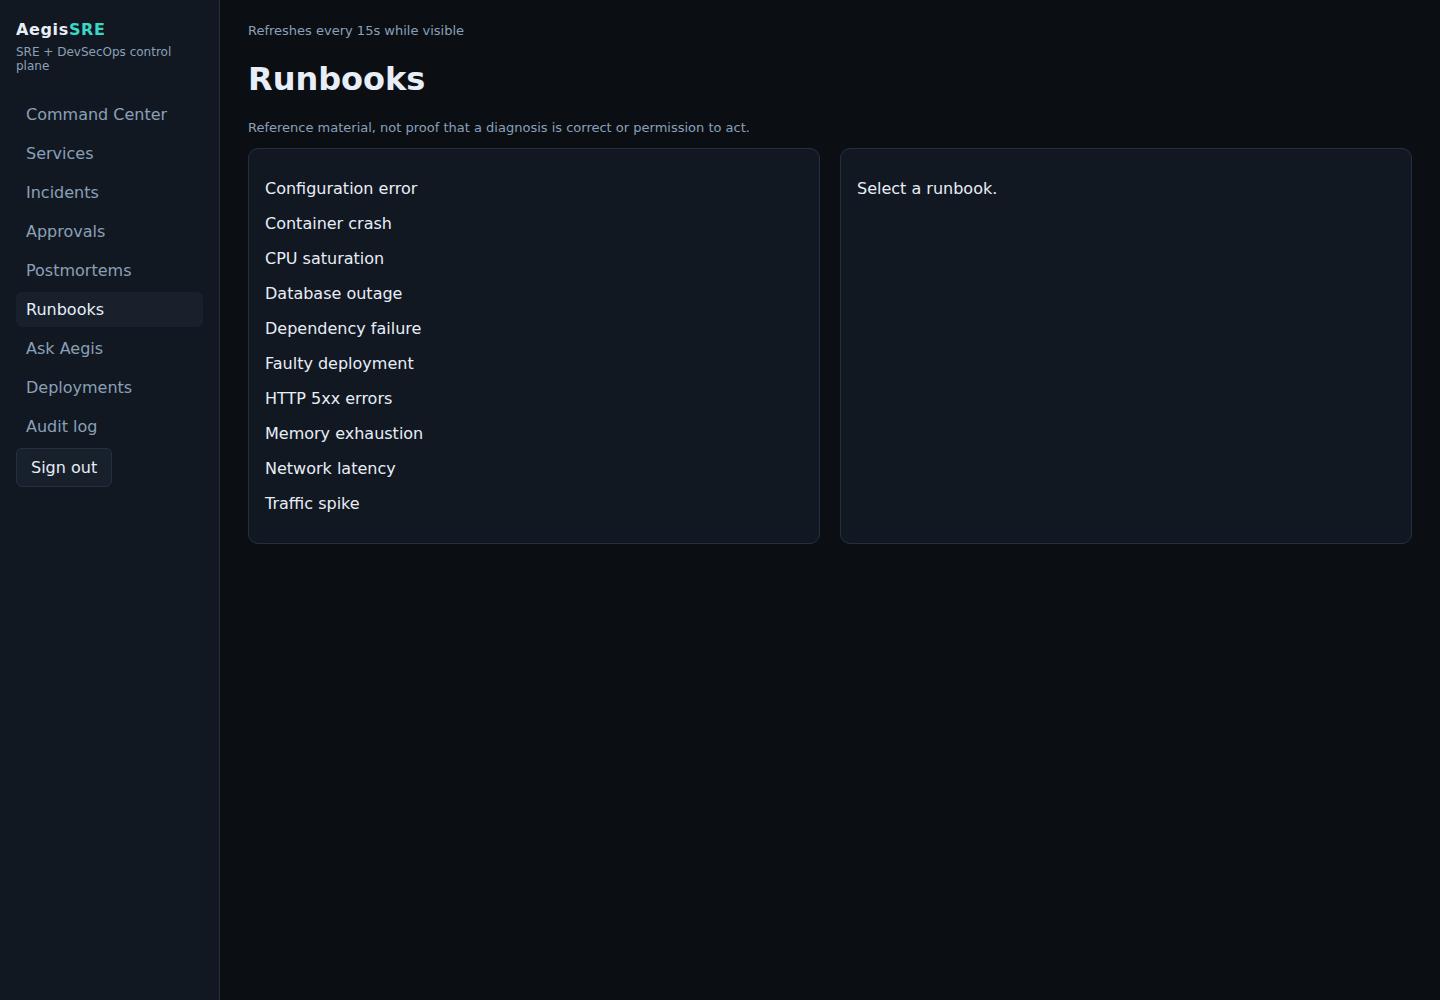 AegisSRE
SRE + DevSecOps control
plane
Command Center
Services
Incidents
Approvals
Postmortems
Runbooks
Ask Aegis
Deployments
Audit log
Sign out
Refreshes every 15s while visible
Runbooks
Reference material, not proof that a diagnosis is correct or permission to act.
Configuration error
Container crash
CPU saturation
Database outage
Dependency failure
Faulty deployment
HTTP 5xx errors
Memory exhaustion
Network latency
Traffic spike
Select a runbook.